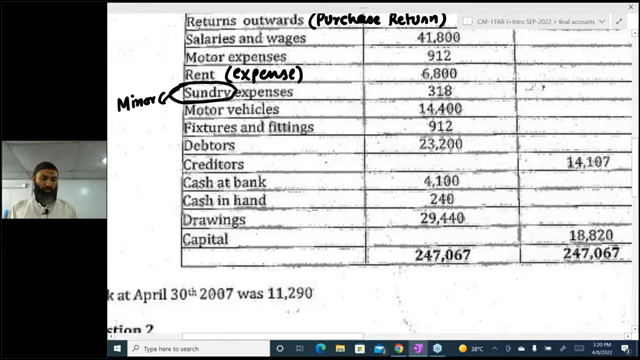 Returns outwards (Purchase Return)
Salaries and wages 41,800
Motor expenses 912
Rent (expense) 6,800
Minor Sundry expenses 318
Motor vehicles 14,400
Fixtures and fittings 912
Debtors 23,200
Creditors 14,107
Cash at bank 4,100
Cash in hand 240
Drawings 29,440
Capital 18,820
247,067 247,067
k at April 30th 2007 was 11,290
stion 2
CAF-1 FAR-I+Intro SEP-2022 > final accounts
Type here to search
38°C
3:20 PM
4/8/2022